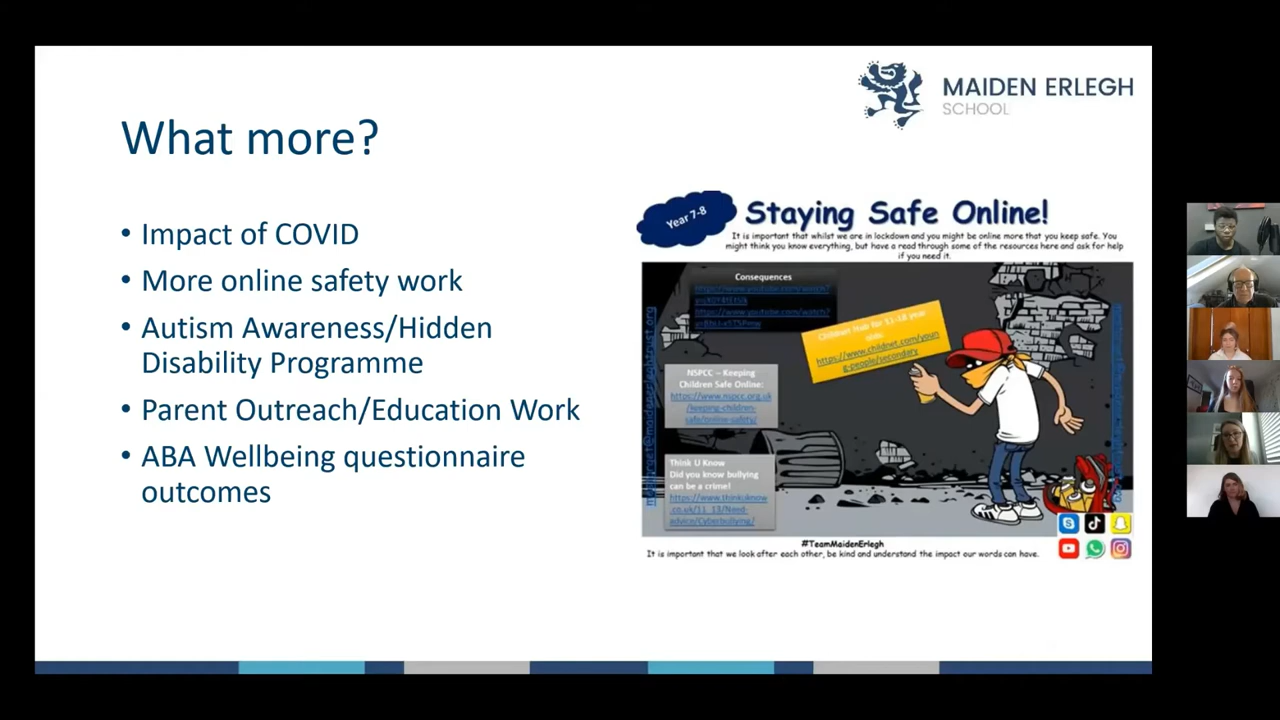 MAIDEN ERLEGH
SCHOOL
What more?
• Impact of COVID
• More online safety work
• Autism Awareness/Hidden
Disability Programme
• Parent Outreach/Education Work
• ABA Wellbeing questionnaire
outcomes
Year 7-8
Staying Safe Online!
It is important that whilst we are in lockdown and you might be online more that you keep safe. You
might think you know everything, but have a read through some of the resources here and ask for help
if you need it.
Consequences
https://www.youtube.com/watch?
https://www.youtube.com/watch?
Childnet Hub for 11-18 year
olds:
https://www.childnet.com/youn
g-people/secondary
NSPCC – Keeping
Children Safe Online:
https://www.nspcc.org.uk
/keeping-children-
safe/online-safety/
Think U Know
Did you know bullying
can be a crime!
https://www.thinkuknow
.co.uk/11_13/Need-
advice/Cyberbullying/
#TeamMaidenErlegh
It is important that we look after each other, be kind and understand the impact our words can have.